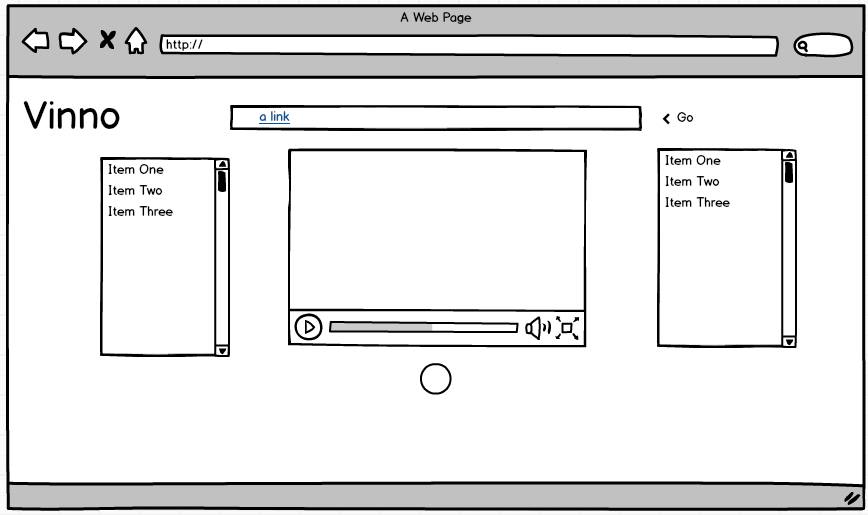 A Web Page
http://
Vinno
a link
Go
Item One
Item Two
Item Three
Item One
Item Two
Item Three